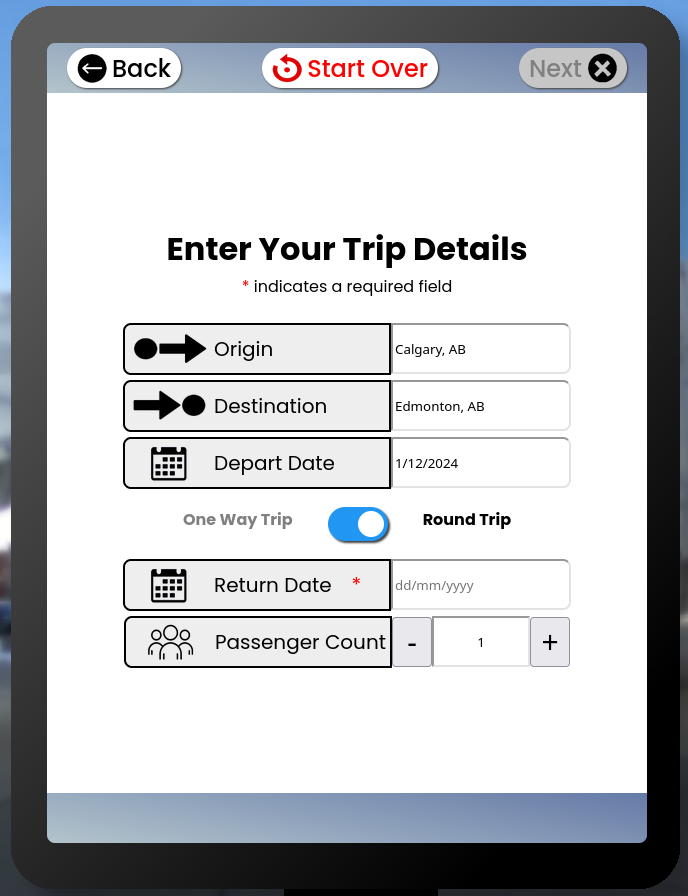 Back
Start Over
Next
Enter Your Trip Details
* indicates a required field
Origin
Calgary, AB
Destination
Edmonton, AB
Depart Date
1/12/2024
One Way Trip
Round Trip
Return Date *
dd/mm/yyyy
Passenger Count
-
1
+